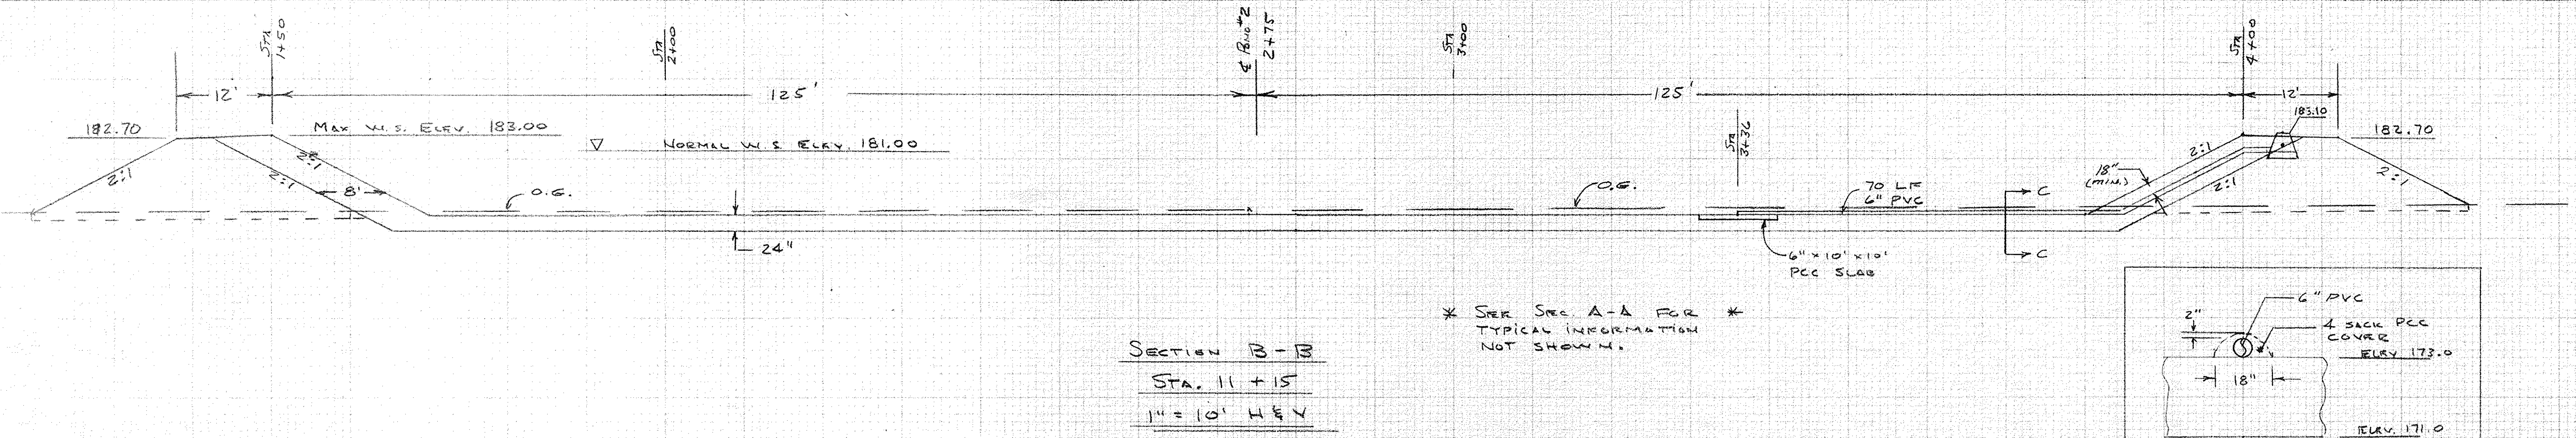 STA 1+50
STA 2+00
℄ POND #2 2+75
STA 3+00
STA 4+00
12'
125'
125'
12'
183.10
182.70
MAX W.S. ELEV. 183.00
NORMAL W.S. ELEV. 181.00
STA 3+36
182.70
2:1
2:1
2:1
8'
O.G.
O.G.
70 LF
6" PVC
18"
(MIN.)
2:1
2:1
2:1
C
C
24"
6" x 10' x 10'
PCC SLAB
* SEE SEC. A-A FOR *
TYPICAL INFORMATION
NOT SHOWN.
SECTION B-B
STA. 11 + 15
1" = 10' H & V
6" PVC
2"
4 SACK PCC
COVER
ELEV 173.0
18"
ELEV. 171.0